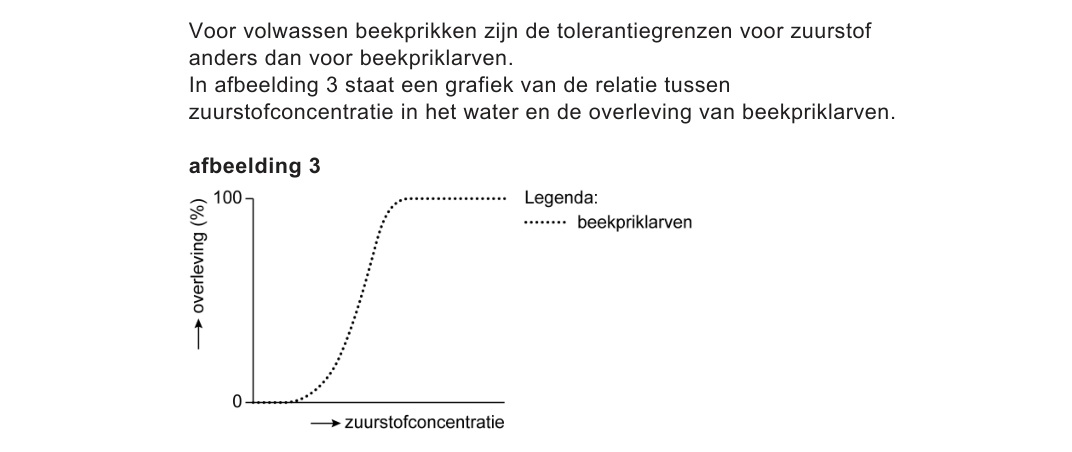 Voor volwassen beekprikken zijn de tolerantiegrenzen voor zuurstof
anders dan voor beekpriklarven.
In afbeelding 3 staat een grafiek van de relatie tussen
zuurstofconcentratie in het water en de overleving van beekpriklarven.
afbeelding 3
overleving (%)
100
0
zuurstofconcentratie
Legenda:
beekpriklarven